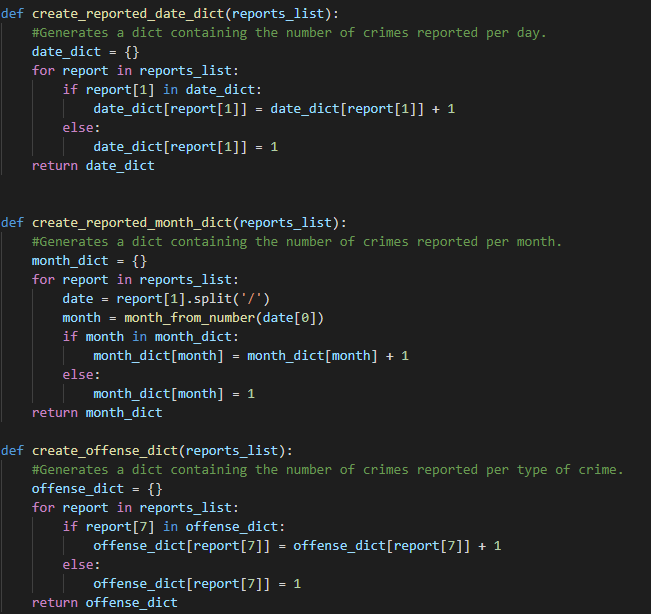 def create_reported_date_dict(reports_list):
    #Generates a dict containing the number of crimes reported per day.
    date_dict = {}
    for report in reports_list:
        if report[1] in date_dict:
            date_dict[report[1]] = date_dict[report[1]] + 1
        else:
            date_dict[report[1]] = 1
    return date_dict
def create_reported_month_dict(reports_list):
    #Generates a dict containing the number of crimes reported per month.
    month_dict = {}
    for report in reports_list:
        date = report[1].split('/')
        month = month_from_number(date[0])
        if month in month_dict:
            month_dict[month] = month_dict[month] + 1
        else:
            month_dict[month] = 1
    return month_dict
def create_offense_dict(reports_list):
    #Generates a dict containing the number of crimes reported per type of crime.
    offense_dict = {}
    for report in reports_list:
        if report[7] in offense_dict:
            offense_dict[report[7]] = offense_dict[report[7]] + 1
        else:
            offense_dict[report[7]] = 1
    return offense_dict